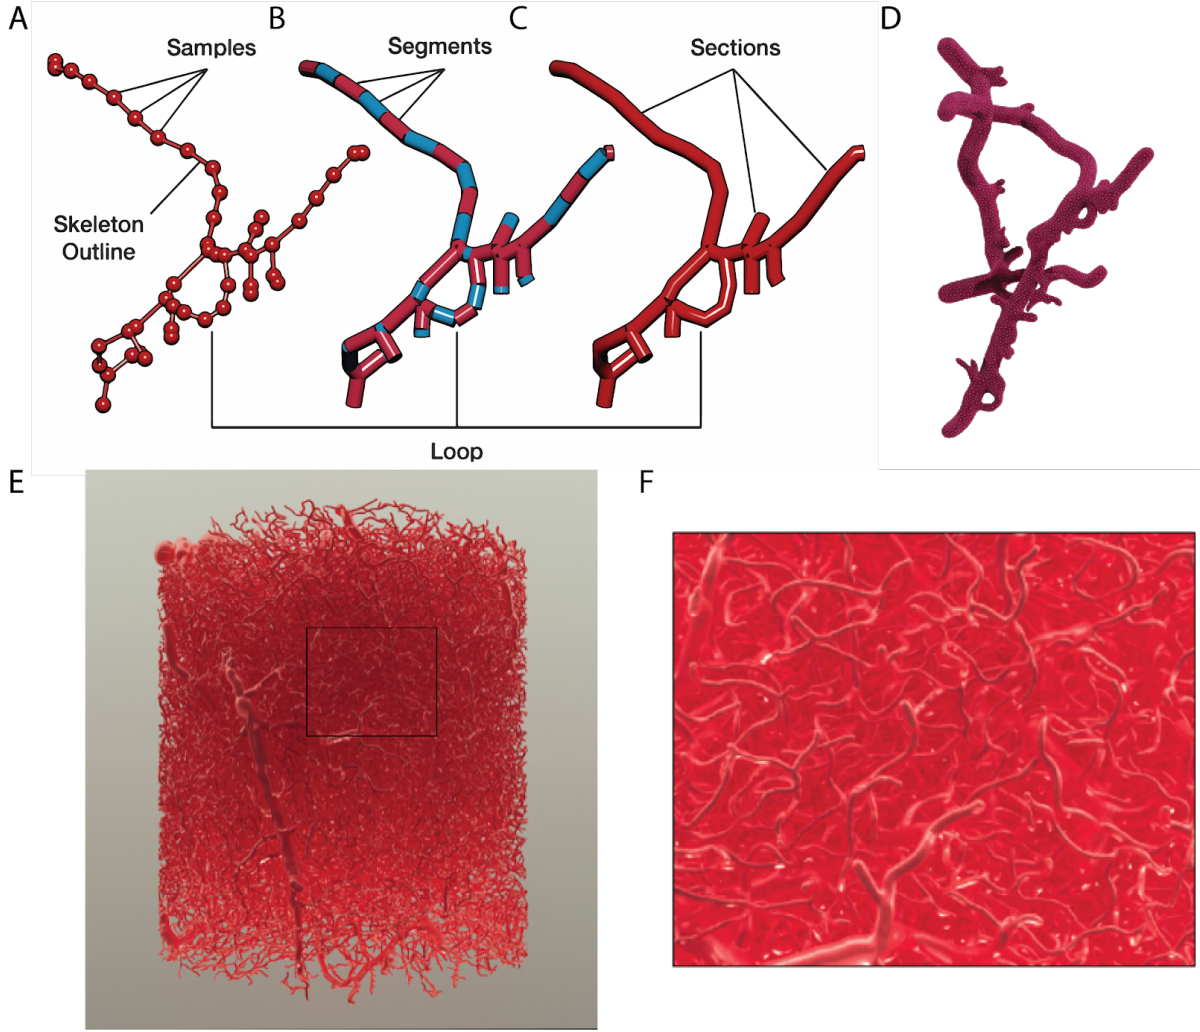 A
B
C
D
Samples
Segments
Sections
Skeleton
Outline
Loop
E
F